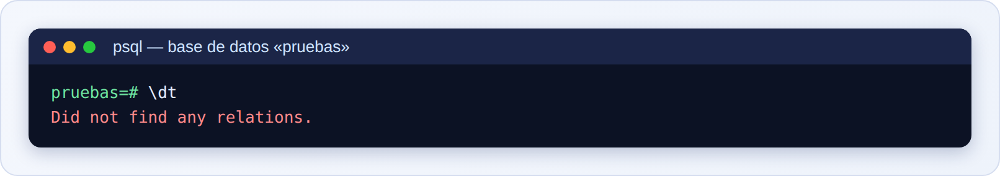 psql — base de datos «pruebas»
pruebas=# \dt
Did not find any relations.